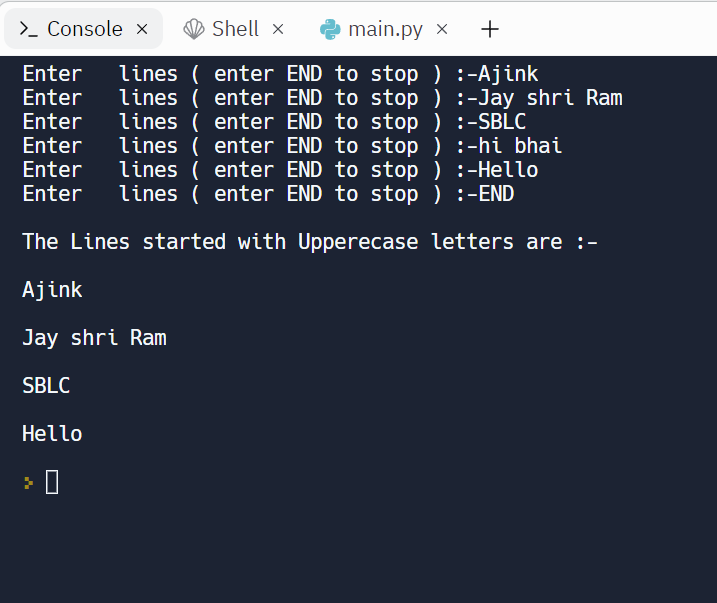 Console × Shell × main.py × +
Enter   lines ( enter END to stop ) :-Ajink
Enter   lines ( enter END to stop ) :-Jay shri Ram
Enter   lines ( enter END to stop ) :-SBLC
Enter   lines ( enter END to stop ) :-hi bhai
Enter   lines ( enter END to stop ) :-Hello
Enter   lines ( enter END to stop ) :-END
The Lines started with Upperecase letters are :-
Ajink
Jay shri Ram
SBLC
Hello